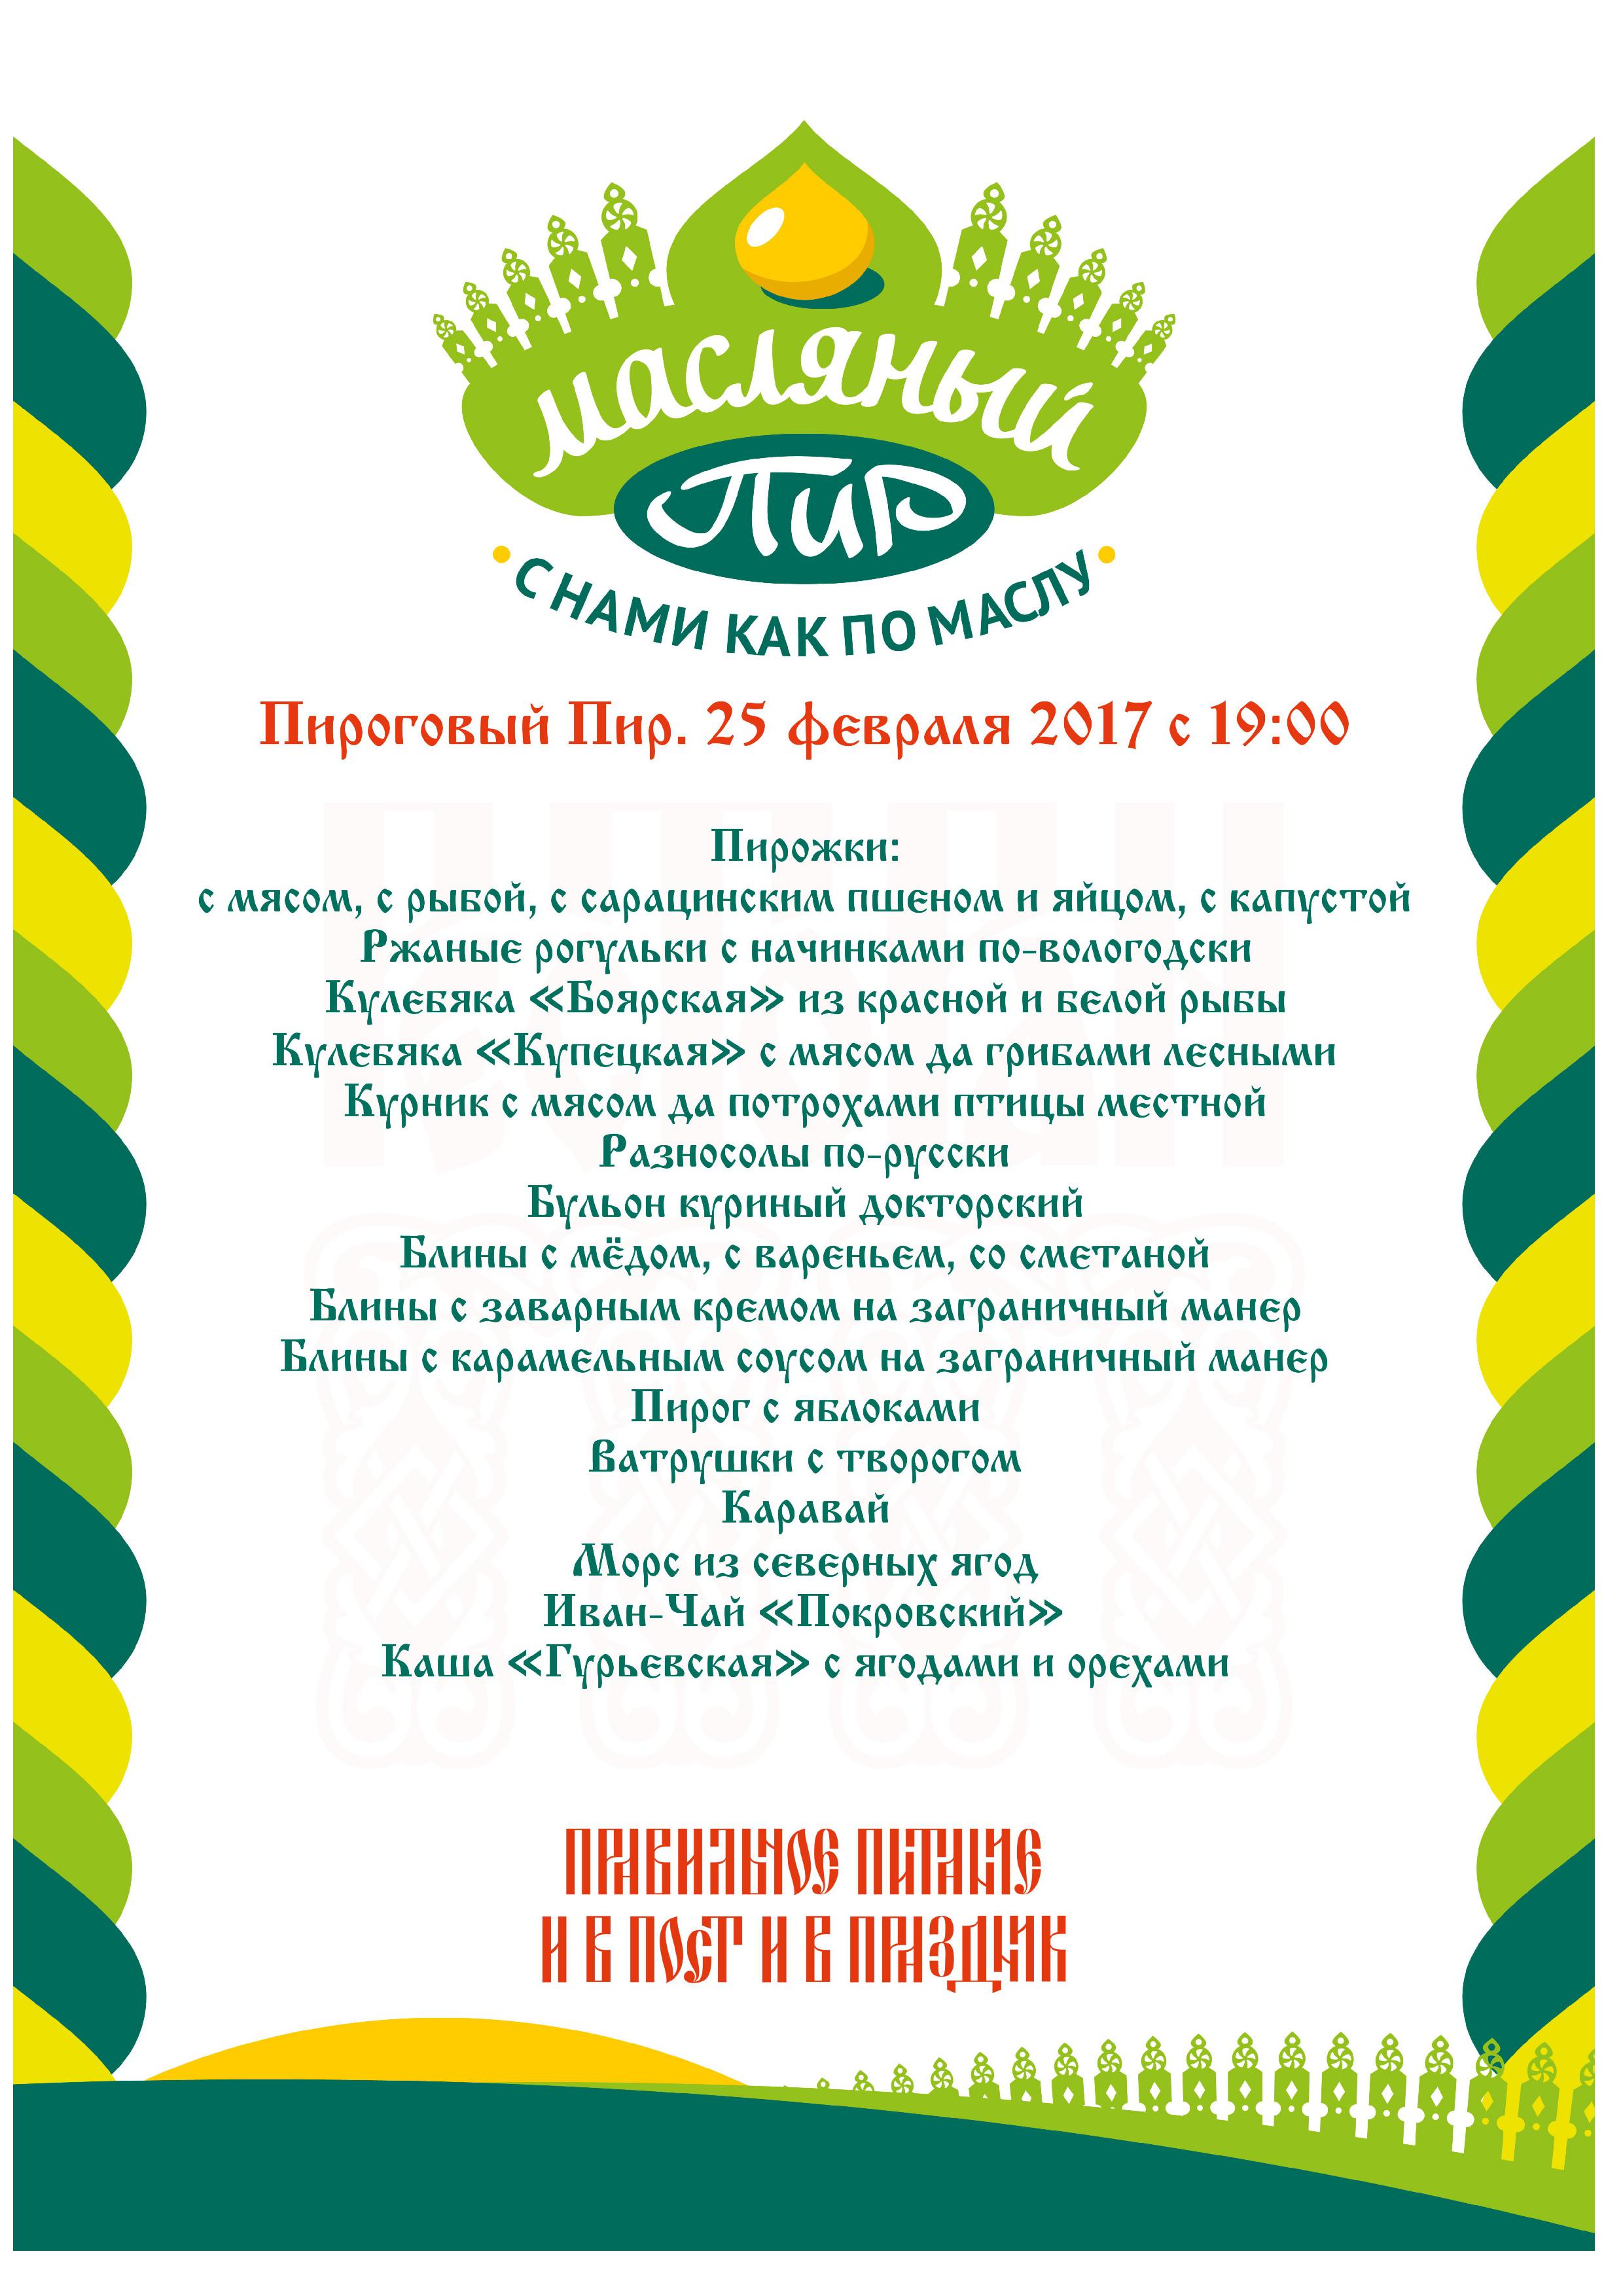 масляный
Пир
С НАМИ КАК ПО МАСЛУ
Пироговый Пир. 25 февраля 2017 с 19:00
Пирожки:
с мясом, с рыбой, с сарацинским пшеном и яйцом, с капустой
Ржаные рогульки с начинками по-вологодски
Кулебяка «Боярская» из красной и белой рыбы
Кулебяка «Купецкая» с мясом да грибами лесными
Курник с мясом да потрохами птицы местной
Разносолы по-русски
Бульон куриный докторский
Блины с мёдом, с вареньем, со сметаной
Блины с заварным кремом на заграничный манер
Блины с карамельным соусом на заграничный манер
Пирог с яблоками
Ватрушки с творогом
Каравай
Морс из северных ягод
Иван-Чай «Покровский»
Каша «Гурьевская» с ягодами и орехами
ПРАВИЛЬНОЕ ПИТАНИЕ
И В ПОСТ И В ПРАЗДНИК